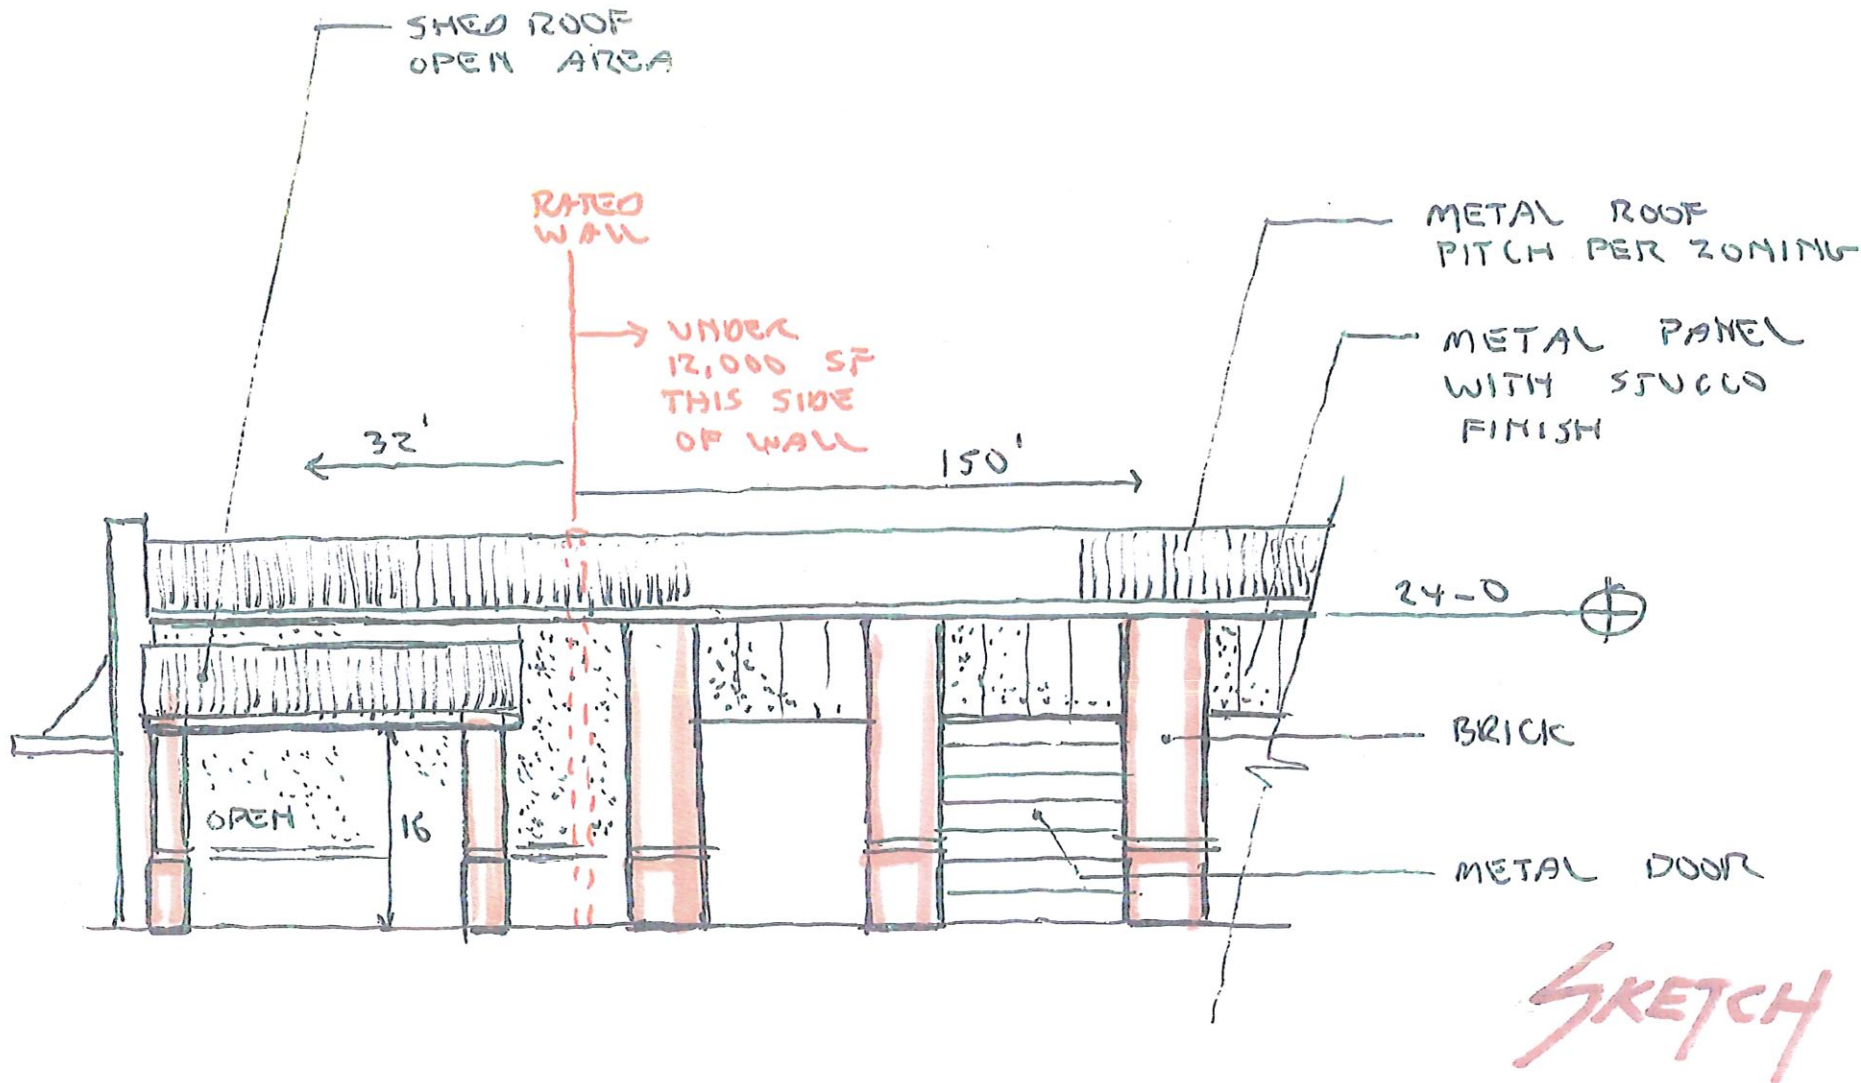 SHED ROOF
OPEN AREA
RATED
WALL
METAL ROOF
PITCH PER ZONING
UNDER
12,000 SF
THIS SIDE
OF WALL
METAL PANEL
WITH STUCCO
FINISH
32'
150'
24-0
BRICK
OPEN
16
METAL DOOR
SKETCH